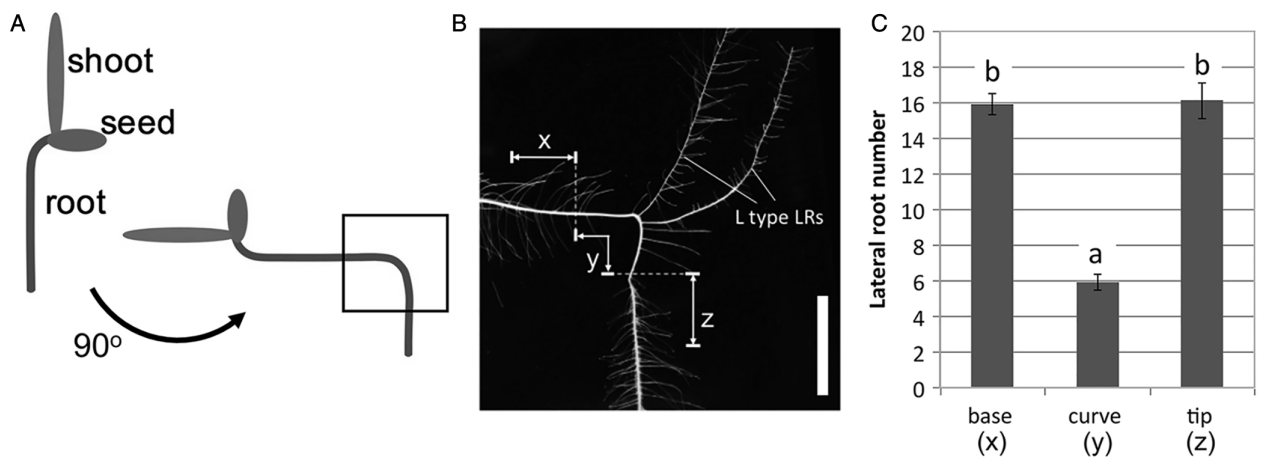 A
shoot
seed
root
90º
B
x
y
z
L type LRs
C
Lateral root number
20
18
16
14
12
10
8
6
4
2
0
b
a
b
base
(x)
curve
(y)
tip
(z)